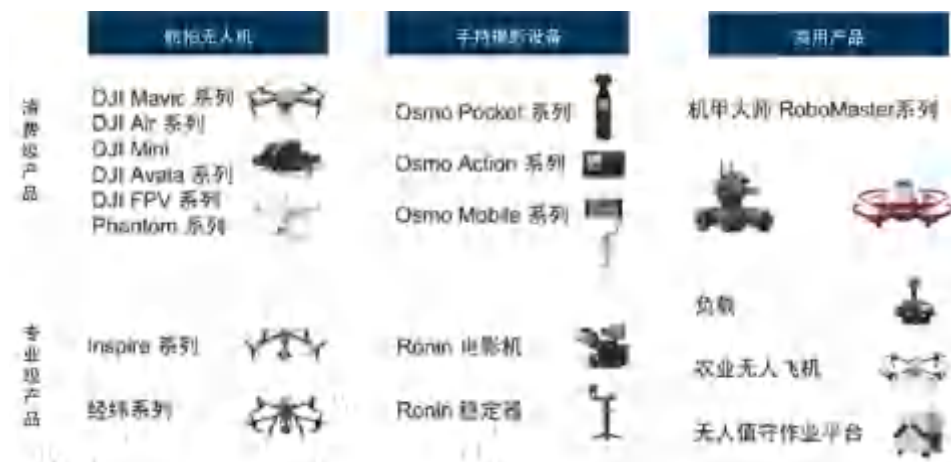 航拍无人机
手持摄影设备
商用产品
消费级产品
DJI Mavic 系列
DJI Air 系列
DJI Mini
DJI Avata 系列
DJI FPV 系列
Phantom 系列
Osmo Pocket 系列
Osmo Action 系列
Osmo Mobile 系列
机甲大师 RoboMaster系列
专业级产品
Inspire 系列
经纬系列
Ronin 电影机
Ronin 稳定器
负载
农业无人飞机
无人值守作业平台